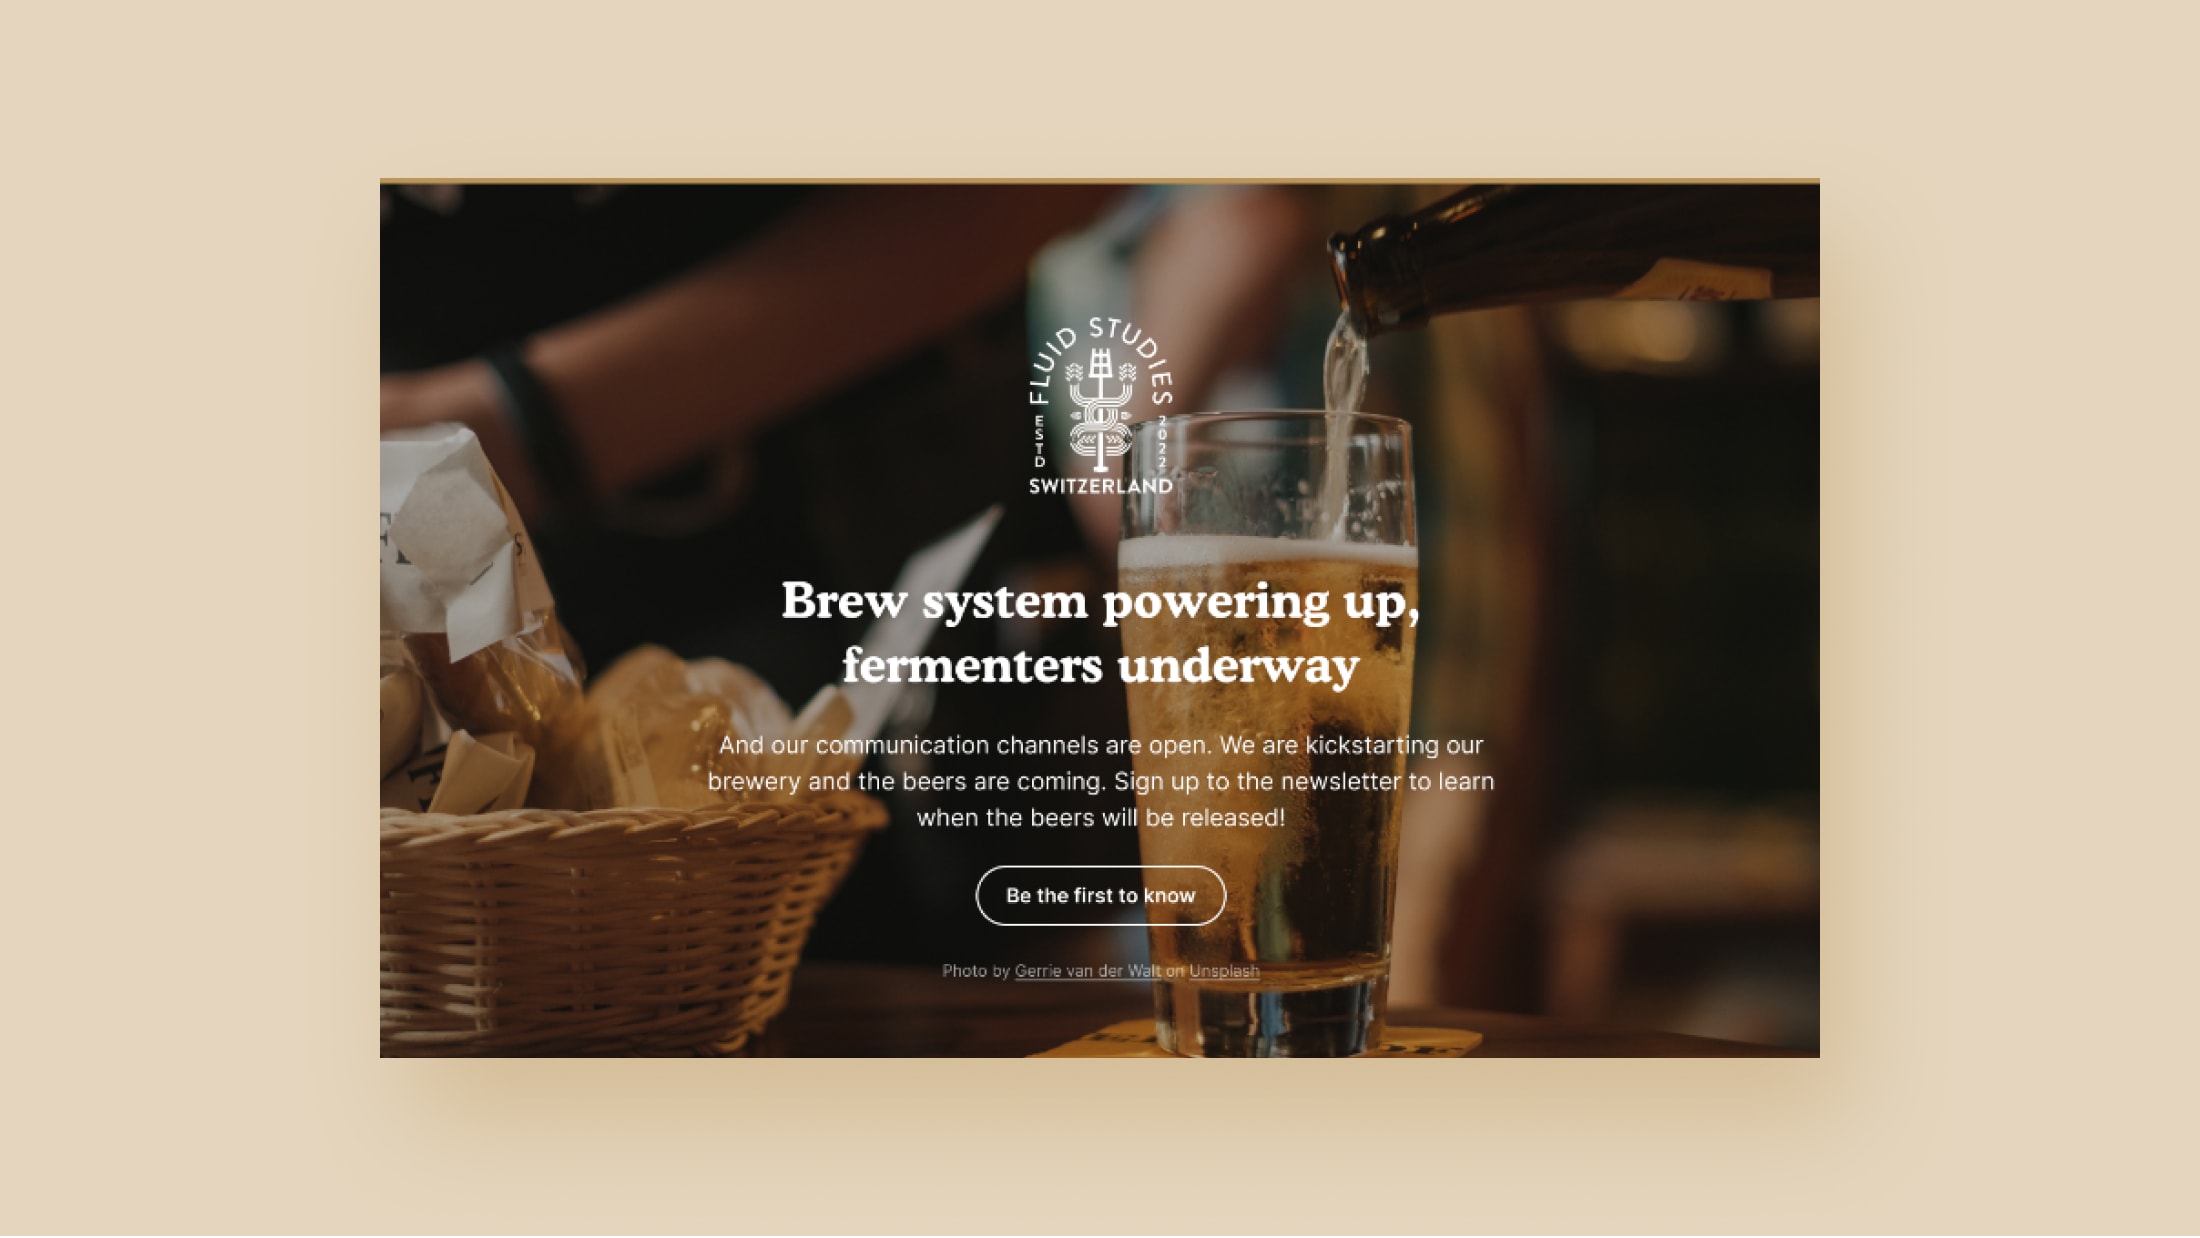 FLUID STUDIES
ESTD
2022
SWITZERLAND
Brew system powering up,
fermenters underway
And our communication channels are open. We are kickstarting our
brewery and the beers are coming. Sign up to the newsletter to learn
when the beers will be released!
Be the first to know
Photo by Gerrie van der Walt on Unsplash